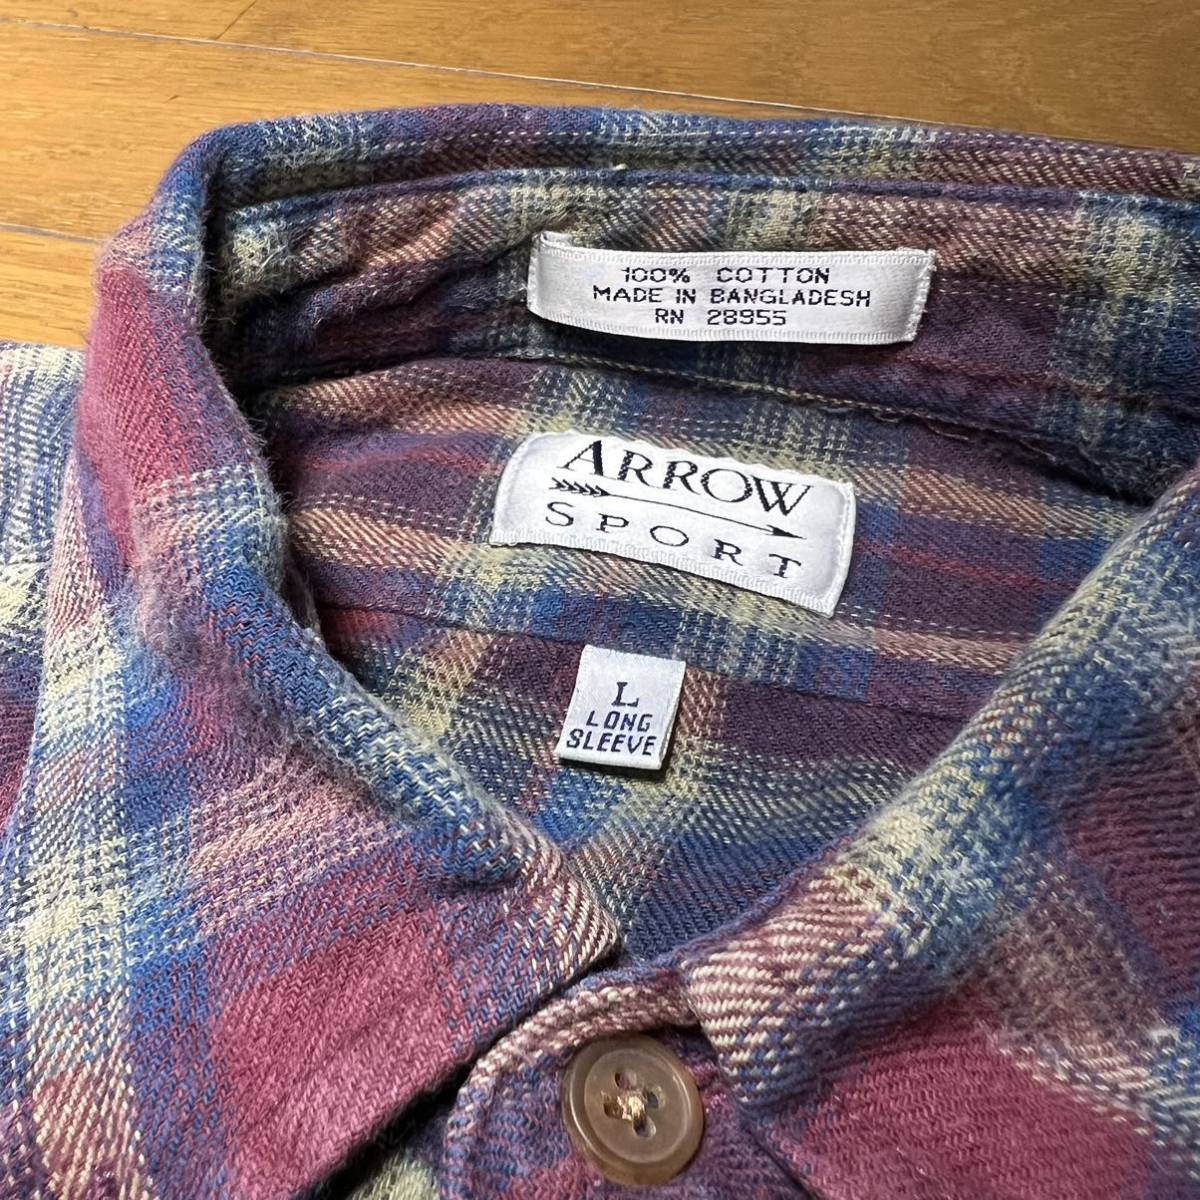 100% COTTON
MADE IN BANGLADESH
RN 28955
ARROW
SPORT
L
LONG
SLEEVE